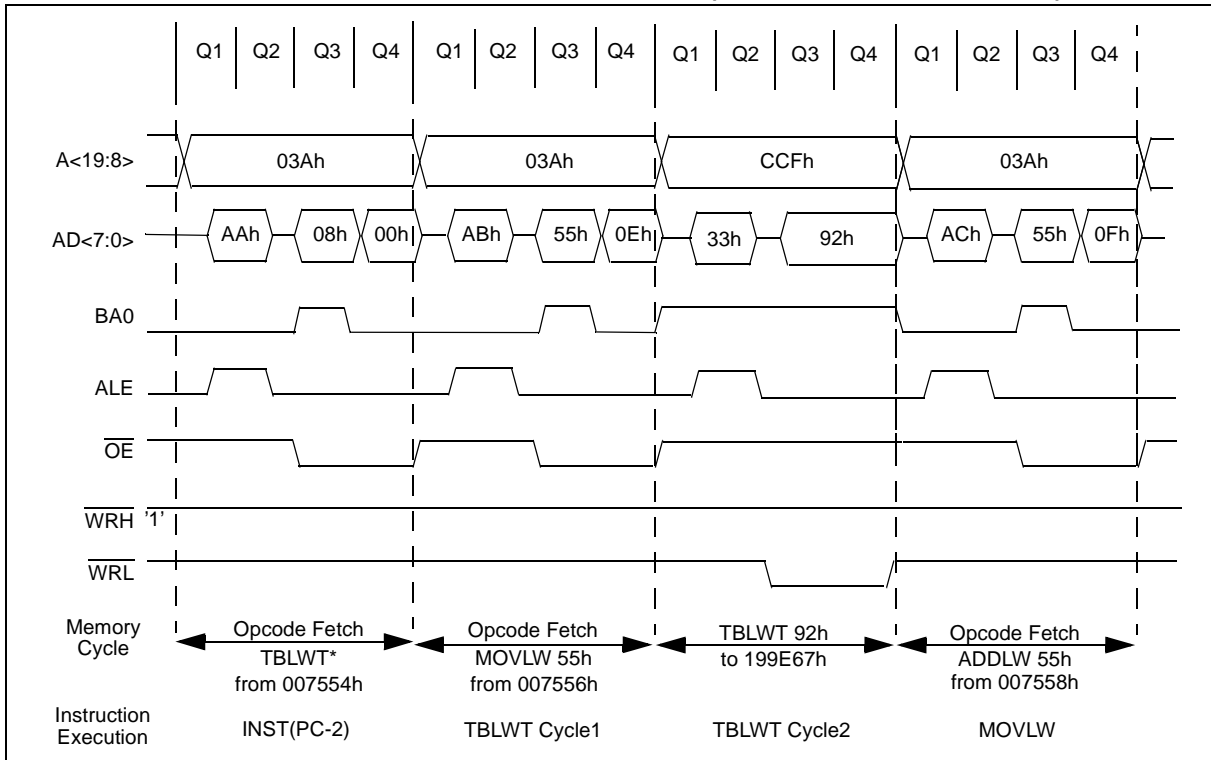 Q1 Q2 Q3 Q4 Q1 Q2 Q3 Q4 Q1 Q2 Q3 Q4 Q1 Q2 Q3 Q4
A<19:8> 03Ah 03Ah CCFh 03Ah
AD<7:0> AAh 08h 00h ABh 55h 0Eh 33h 92h ACh 55h 0Fh
BA0
ALE
OE
WRH '1'
WRL
Memory Cycle
Opcode Fetch
TBLWT*
from 007554h
Opcode Fetch
MOVLW 55h
from 007556h
TBLWT 92h
to 199E67h
Opcode Fetch
ADDLW 55h
from 007558h
Instruction
Execution
INST(PC-2) TBLWT Cycle1 TBLWT Cycle2 MOVLW